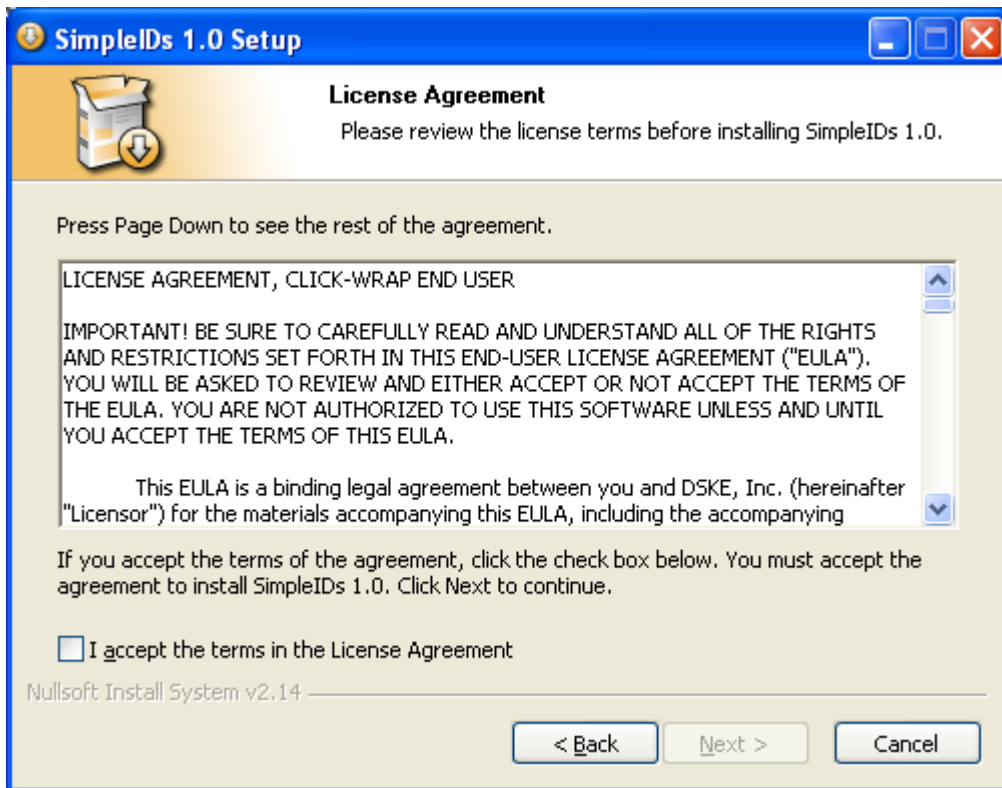 SimpleIDs 1.0 Setup
License Agreement
Please review the license terms before installing SimpleIDs 1.0.
Press Page Down to see the rest of the agreement.
LICENSE AGREEMENT, CLICK-WRAP END USER
IMPORTANT! BE SURE TO CAREFULLY READ AND UNDERSTAND ALL OF THE RIGHTS
AND RESTRICTIONS SET FORTH IN THIS END-USER LICENSE AGREEMENT ("EULA").
YOU WILL BE ASKED TO REVIEW AND EITHER ACCEPT OR NOT ACCEPT THE TERMS OF
THE EULA. YOU ARE NOT AUTHORIZED TO USE THIS SOFTWARE UNLESS AND UNTIL
YOU ACCEPT THE TERMS OF THIS EULA.
This EULA is a binding legal agreement between you and DSKE, Inc. (hereinafter
"Licensor") for the materials accompanying this EULA, including the accompanying
If you accept the terms of the agreement, click the check box below. You must accept the
agreement to install SimpleIDs 1.0. Click Next to continue.
I accept the terms in the License Agreement
Nullsoft Install System v2.14
< Back
Next >
Cancel